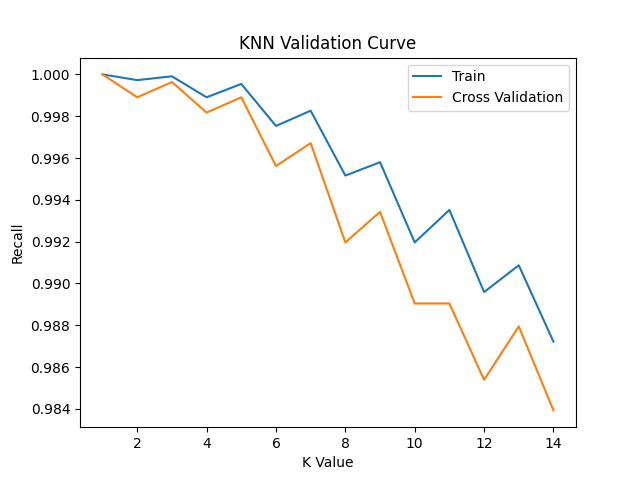 KNN Validation Curve
Train
Cross Validation
1.000
0.998
0.996
0.994
0.992
0.990
0.988
0.986
0.984
Recall
2 4 6 8 10 12 14
K Value